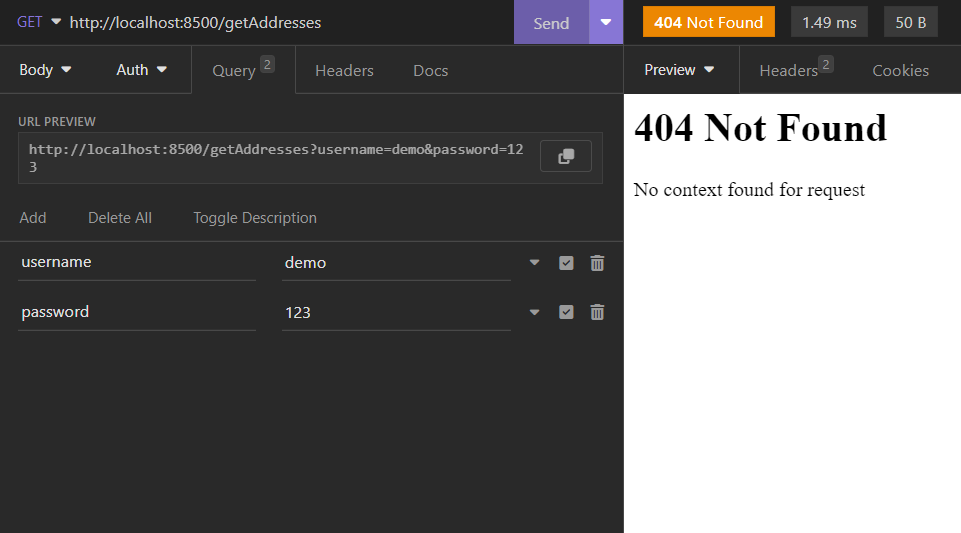 GET http://localhost:8500/getAddresses Send 404 Not Found 1.49 ms 50 B
Body Auth Query 2 Headers Docs Preview Headers 2 Cookies
URL PREVIEW
http://localhost:8500/getAddresses?username=demo&password=12
3
Add Delete All Toggle Description
username demo
password 123
404 Not Found
No context found for request